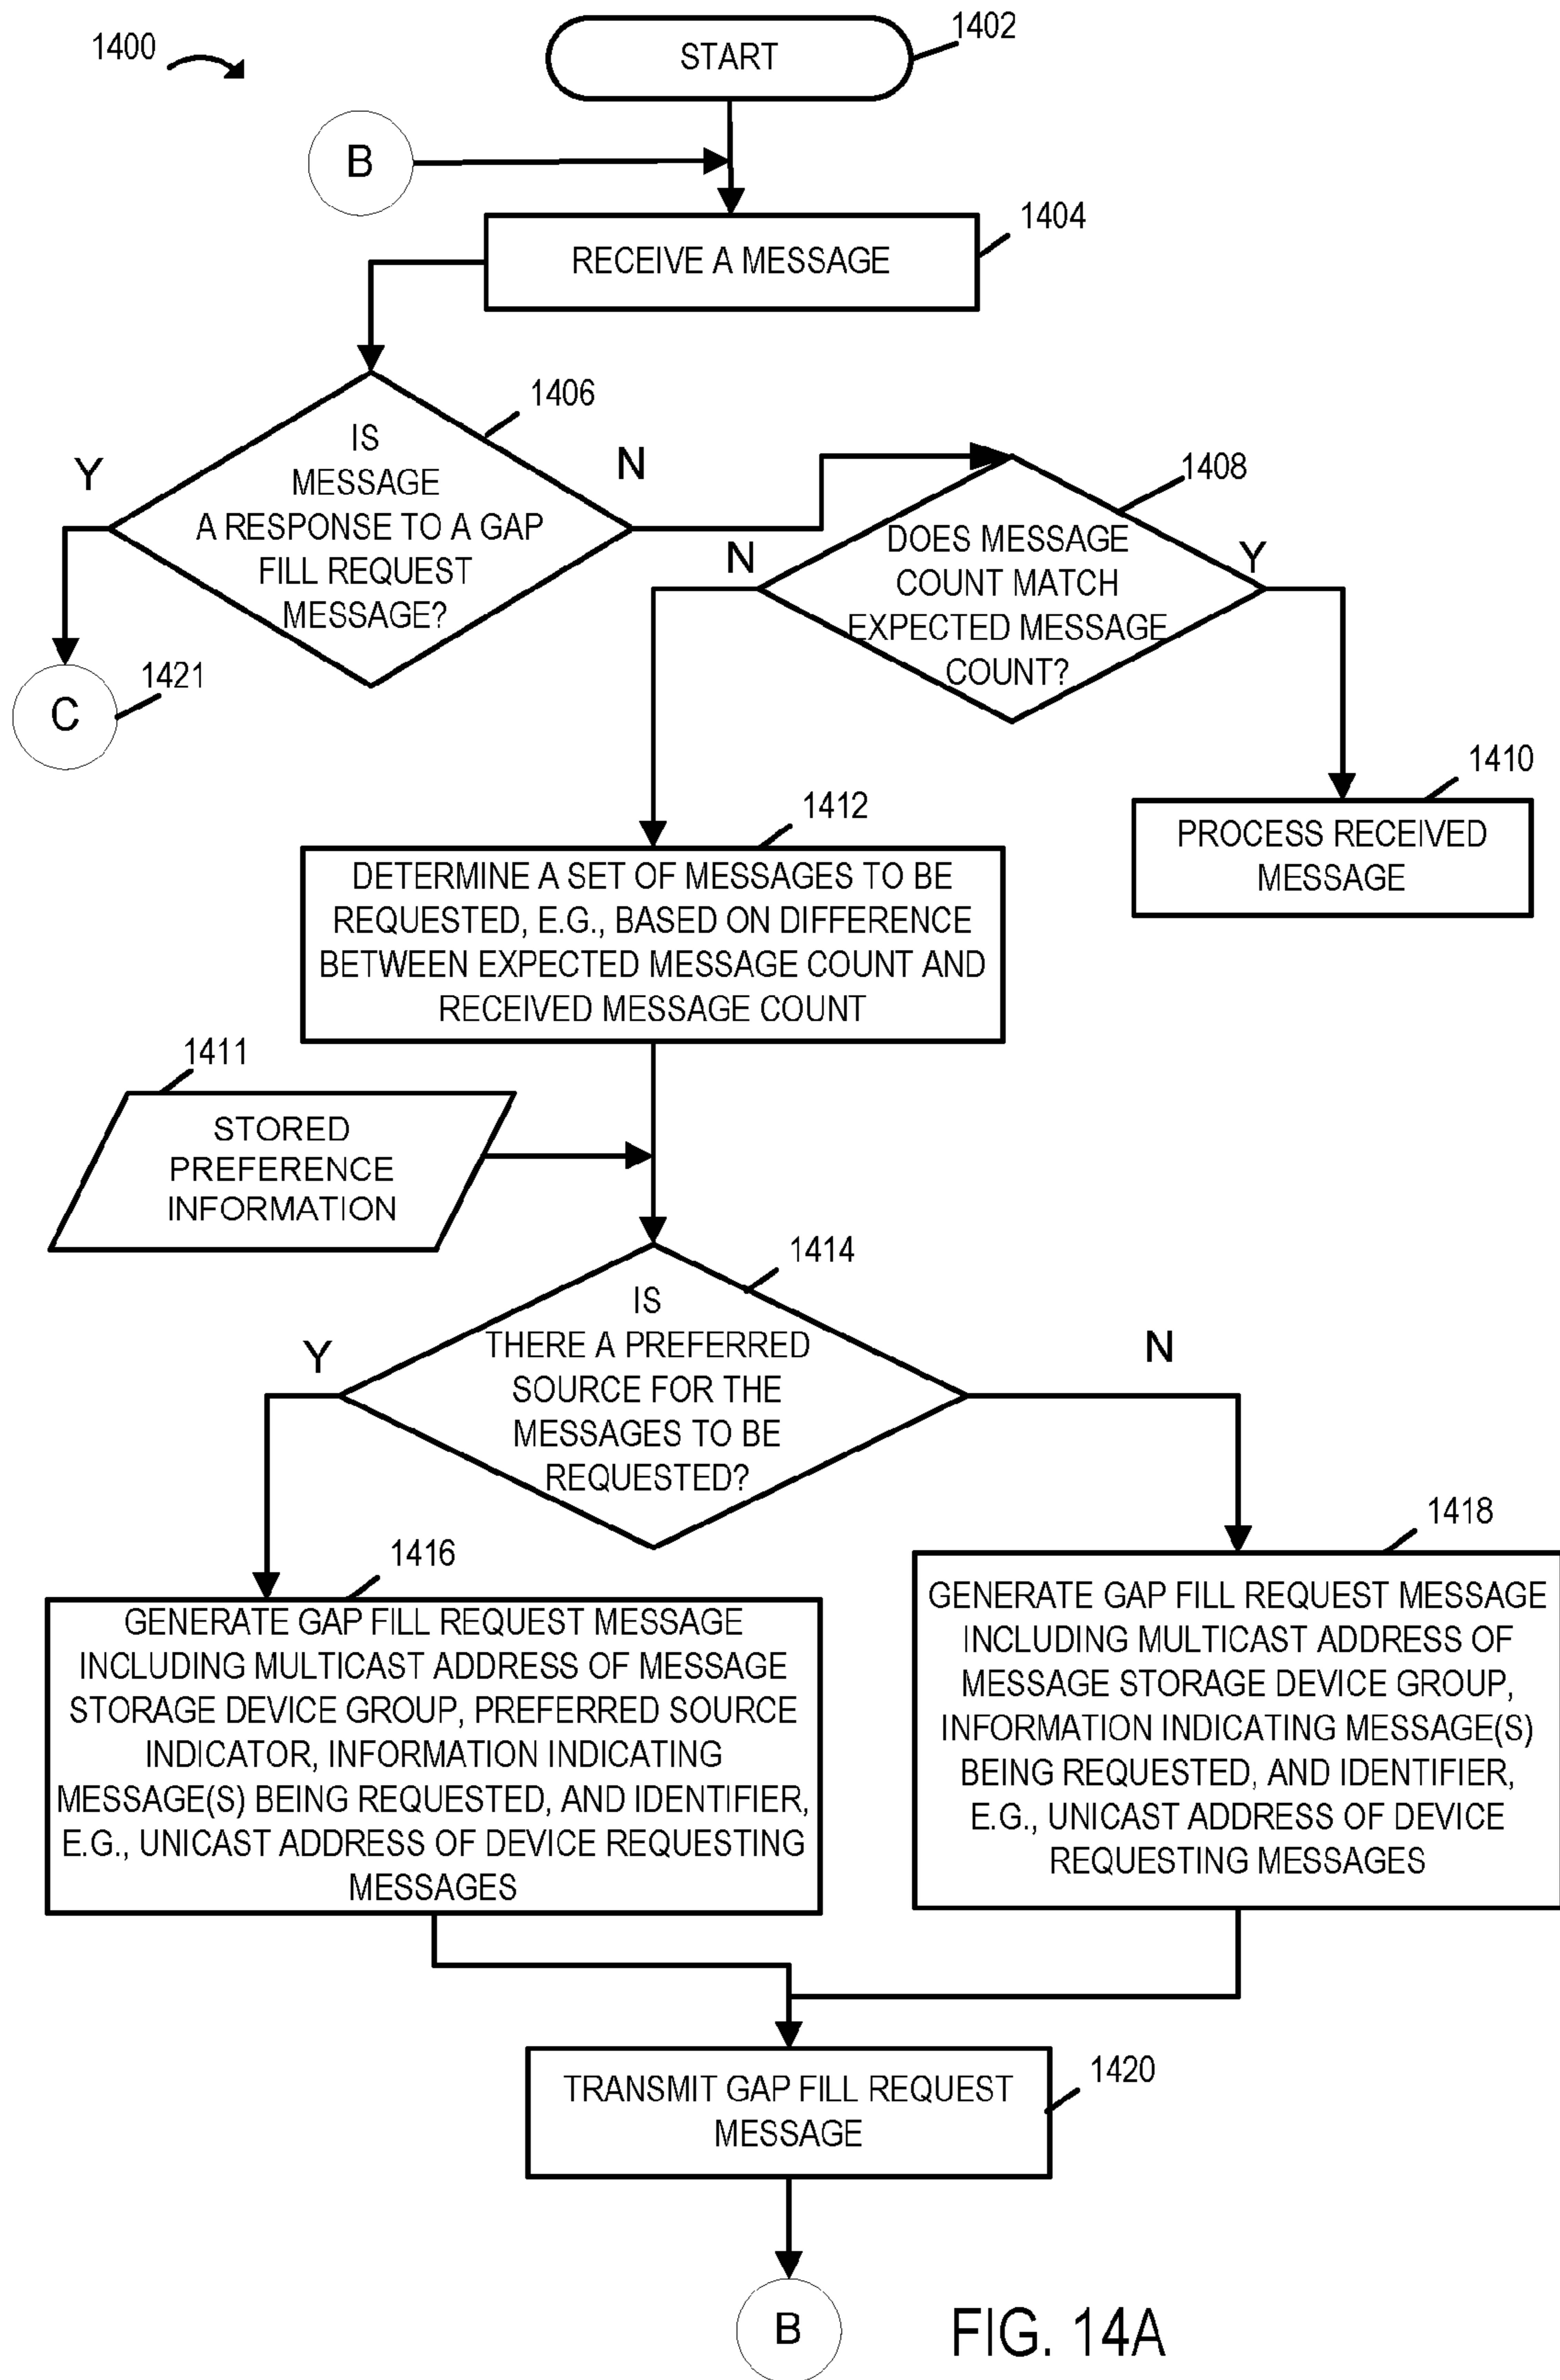 1400
START
1402
B
RECEIVE A MESSAGE
1404
IS
MESSAGE
A RESPONSE TO A GAP
FILL REQUEST
MESSAGE?
1406
Y
N
C
1421
DOES MESSAGE
COUNT MATCH
EXPECTED MESSAGE
COUNT?
1408
N
Y
1410
PROCESS RECEIVED
MESSAGE
1412
DETERMINE A SET OF MESSAGES TO BE
REQUESTED, E.G., BASED ON DIFFERENCE
BETWEEN EXPECTED MESSAGE COUNT AND
RECEIVED MESSAGE COUNT
1411
STORED
PREFERENCE
INFORMATION
1414
IS
THERE A PREFERRED
SOURCE FOR THE
MESSAGES TO BE
REQUESTED?
Y
N
1416
GENERATE GAP FILL REQUEST MESSAGE
INCLUDING MULTICAST ADDRESS OF MESSAGE
STORAGE DEVICE GROUP, PREFERRED SOURCE
INDICATOR, INFORMATION INDICATING
MESSAGE(S) BEING REQUESTED, AND IDENTIFIER,
E.G., UNICAST ADDRESS OF DEVICE REQUESTING
MESSAGES
1418
GENERATE GAP FILL REQUEST MESSAGE
INCLUDING MULTICAST ADDRESS OF
MESSAGE STORAGE DEVICE GROUP,
INFORMATION INDICATING MESSAGE(S)
BEING REQUESTED, AND IDENTIFIER,
E.G., UNICAST ADDRESS OF DEVICE
REQUESTING MESSAGES
TRANSMIT GAP FILL REQUEST
MESSAGE
1420
B
FIG. 14A